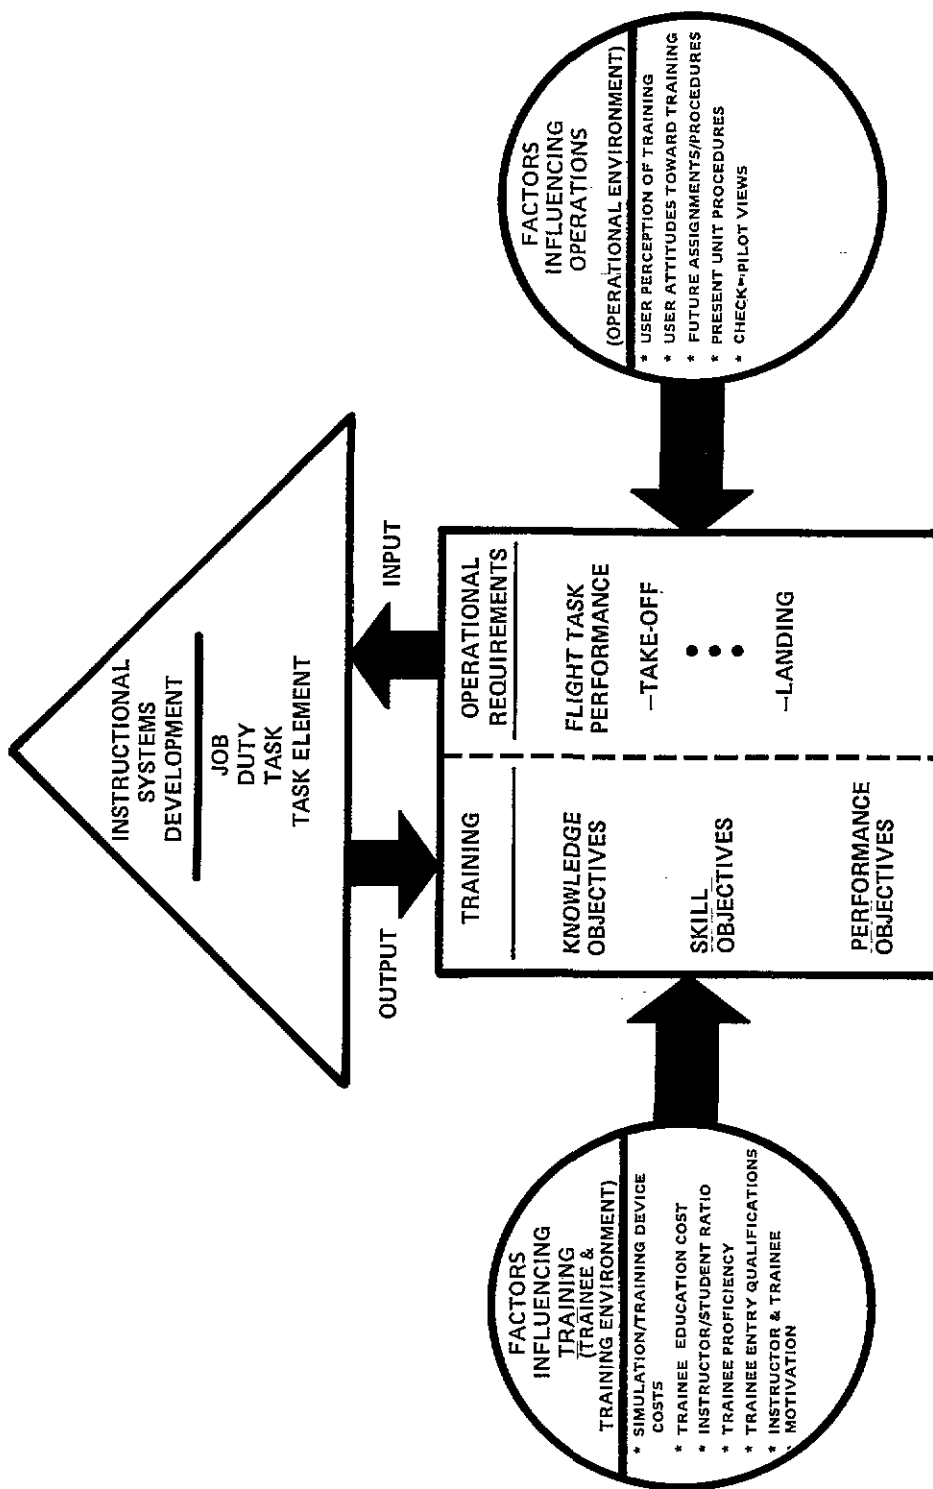 INSTRUCTIONAL
SYSTEMS
DEVELOPMENT
JOB
DUTY
TASK
TASK ELEMENT
OUTPUT
INPUT
FACTORS
INFLUENCING
TRAINING
(TRAINEE &
TRAINING ENVIRONMENT)
* SIMULATION/TRAINING DEVICE
COSTS
* TRAINEE EDUCATION COST
* INSTRUCTOR/STUDENT RATIO
* TRAINEE PROFICIENCY
* TRAINEE ENTRY QUALIFICATIONS
* INSTRUCTOR & TRAINEE
MOTIVATION
TRAINING
KNOWLEDGE
OBJECTIVES
SKILL
OBJECTIVES
PERFORMANCE
OBJECTIVES
OPERATIONAL
REQUIREMENTS
FLIGHT TASK
PERFORMANCE
–TAKE-OFF
–LANDING
FACTORS
INFLUENCING
OPERATIONS
(OPERATIONAL ENVIRONMENT)
* USER PERCEPTION OF TRAINING
* USER ATTITUDES TOWARD TRAINING
* FUTURE ASSIGNMENTS/PROCEDURES
* PRESENT UNIT PROCEDURES
* CHECK-PILOT VIEWS